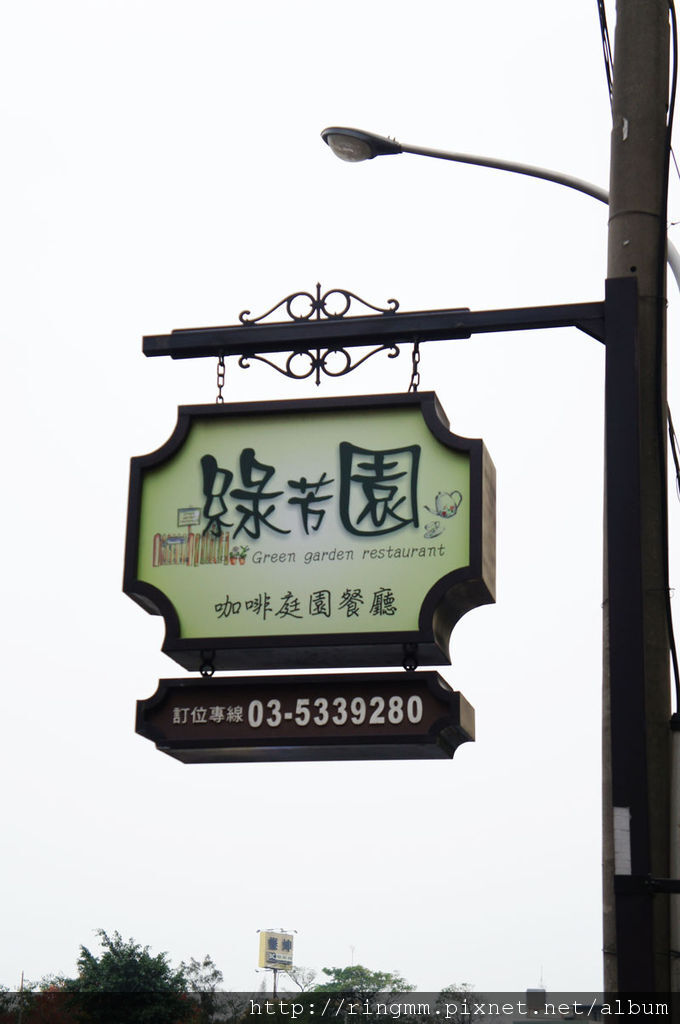 綠芳園
Green garden restaurant
咖啡庭園餐廳
訂位專線 03-5339280
http://ringmm.pixnet.net/album